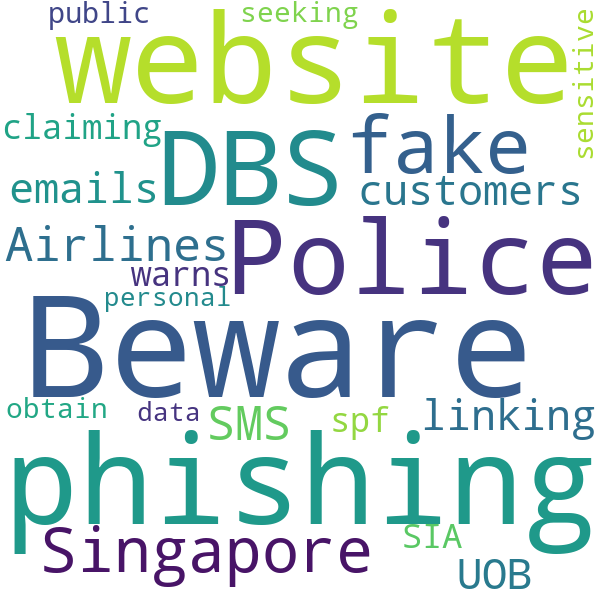 public seeking
website
sensitive
claiming
DBS
fake
emails
customers
Airlines
Police
warns
personal
Beware
obtain
data
SMS
spf
linking
phishing
Singapore
SIA
UOB